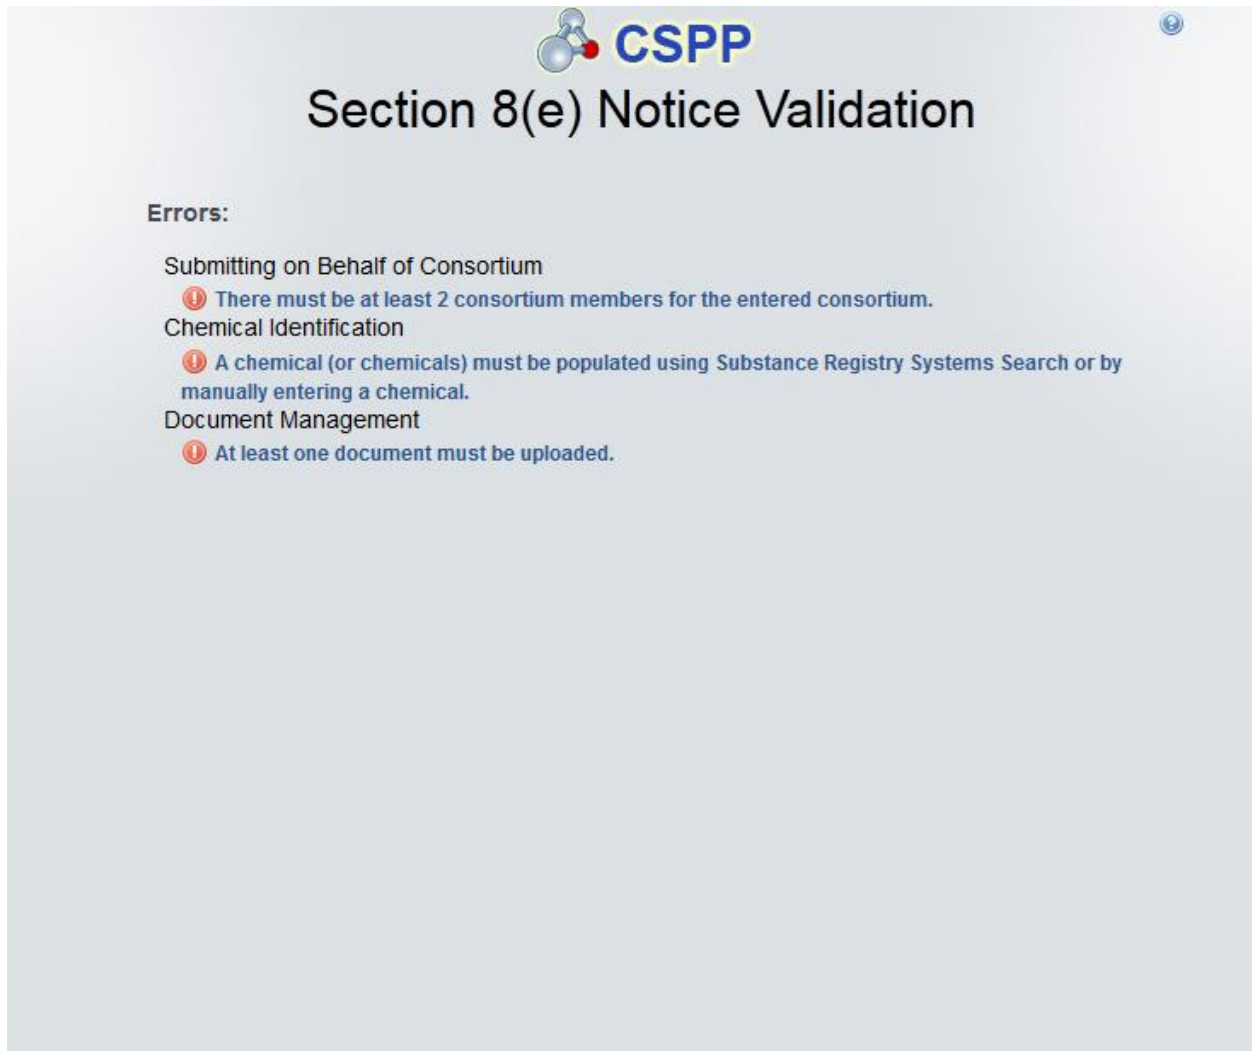 CSPP
Section 8(e) Notice Validation
Errors:
Submitting on Behalf of Consortium
There must be at least 2 consortium members for the entered consortium.
Chemical Identification
A chemical (or chemicals) must be populated using Substance Registry Systems Search or by
manually entering a chemical.
Document Management
At least one document must be uploaded.